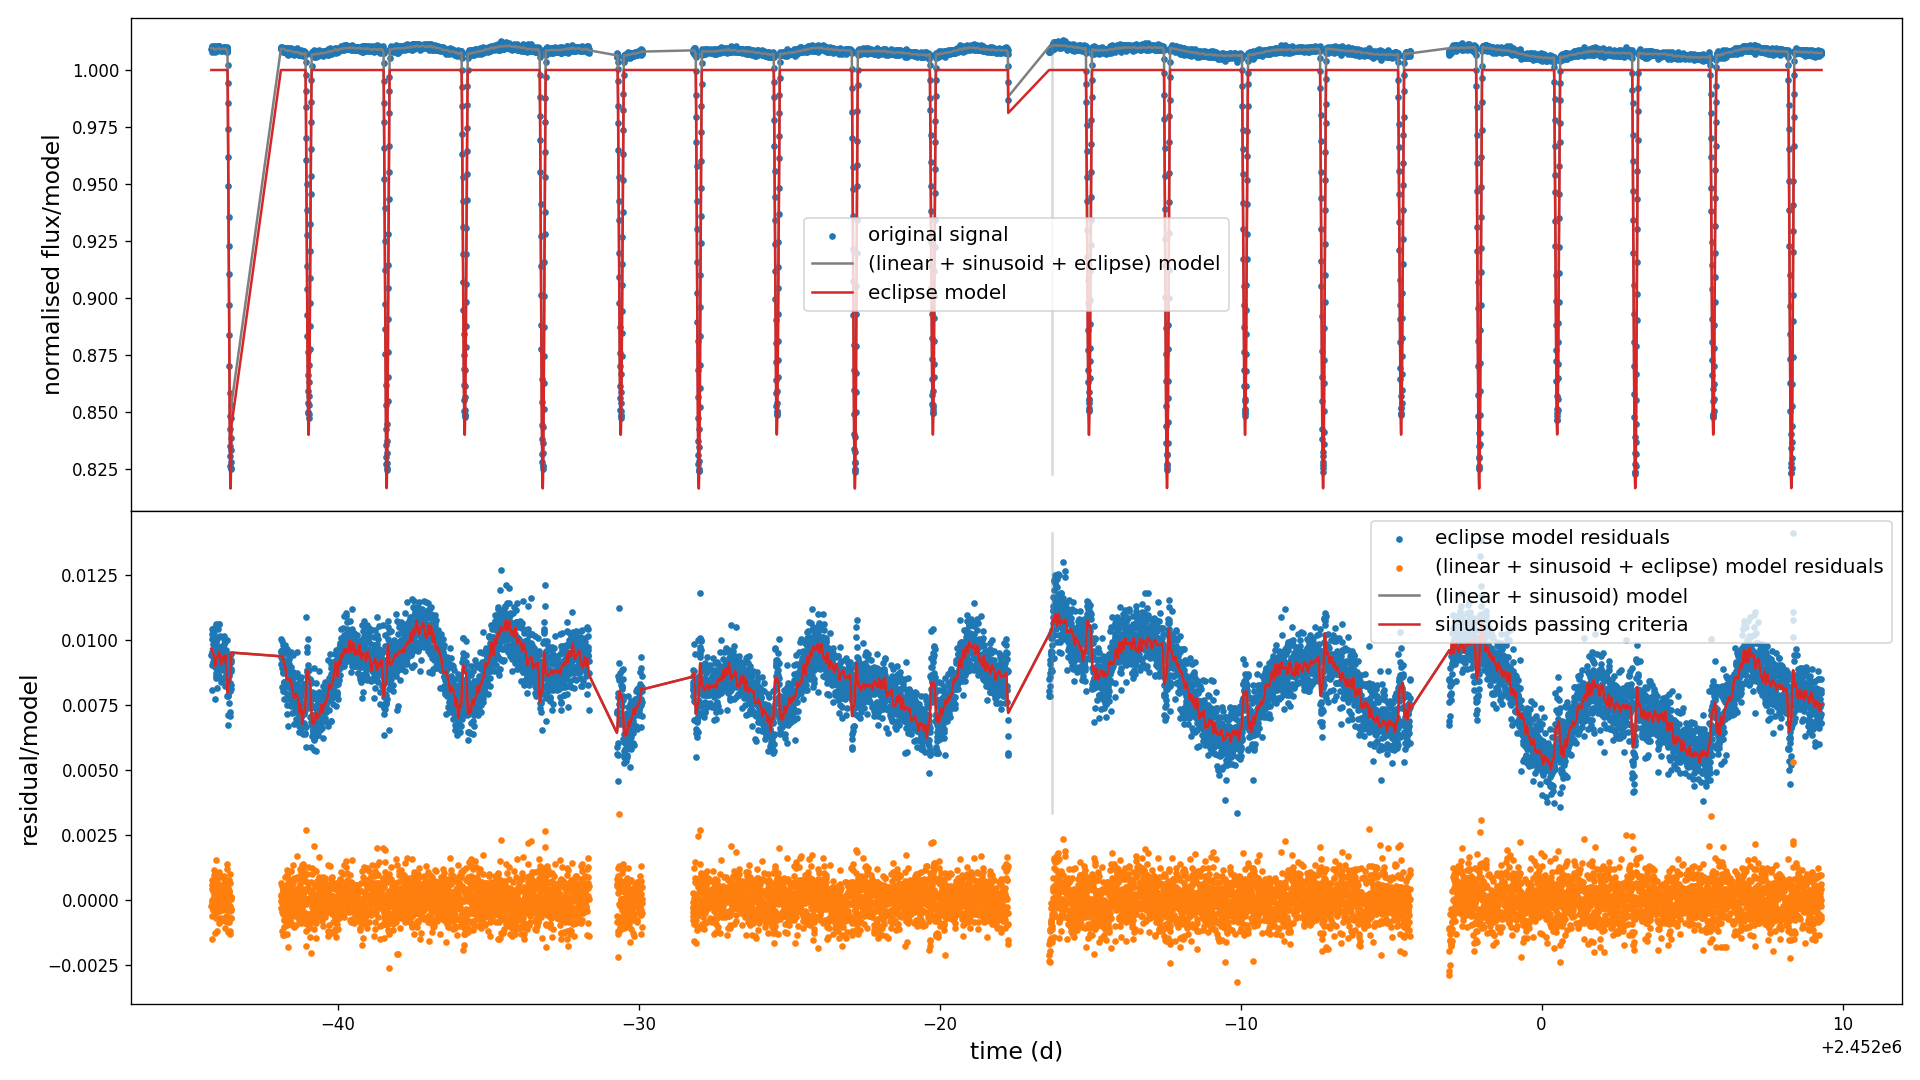 1.000
0.975
0.950
0.925
0.900
0.875
0.850
0.825
normalised flux/model
original signal
(linear + sinusoid + eclipse) model
eclipse model
0.0125
0.0100
0.0075
0.0050
0.0025
0.0000
−0.0025
residual/model
eclipse model residuals
(linear + sinusoid + eclipse) model residuals
(linear + sinusoid) model
sinusoids passing criteria
−40 −30 −20 −10 0 10
time (d)
+2.452e6